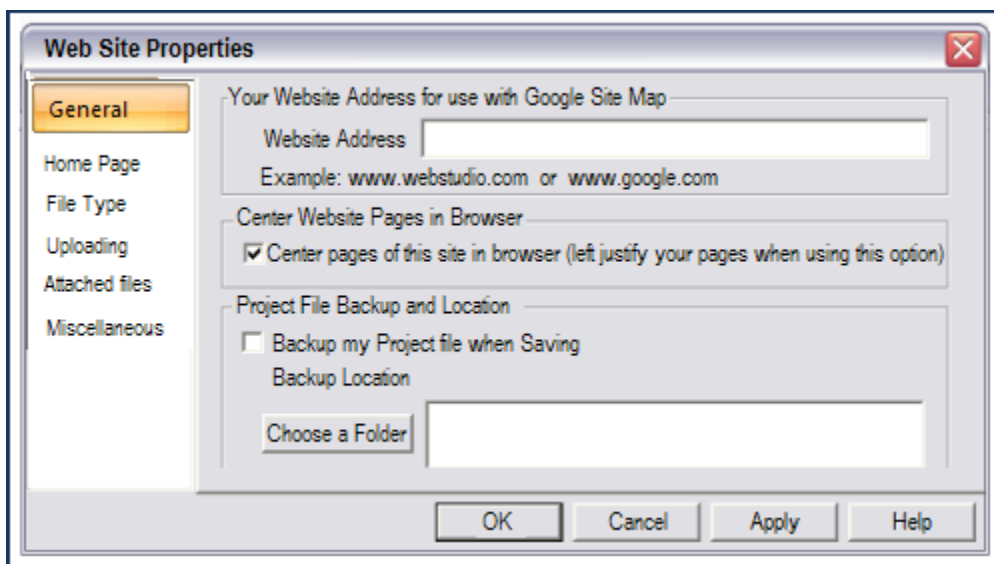 Web Site Properties
General
Home Page
File Type
Uploading
Attached files
Miscellaneous
Your Website Address for use with Google Site Map
Website Address
Example: www.webstudio.com or www.google.com
Center Website Pages in Browser
Center pages of this site in browser (left justify your pages when using this option)
Project File Backup and Location
Backup my Project file when Saving
Backup Location
Choose a Folder
OK Cancel Apply Help